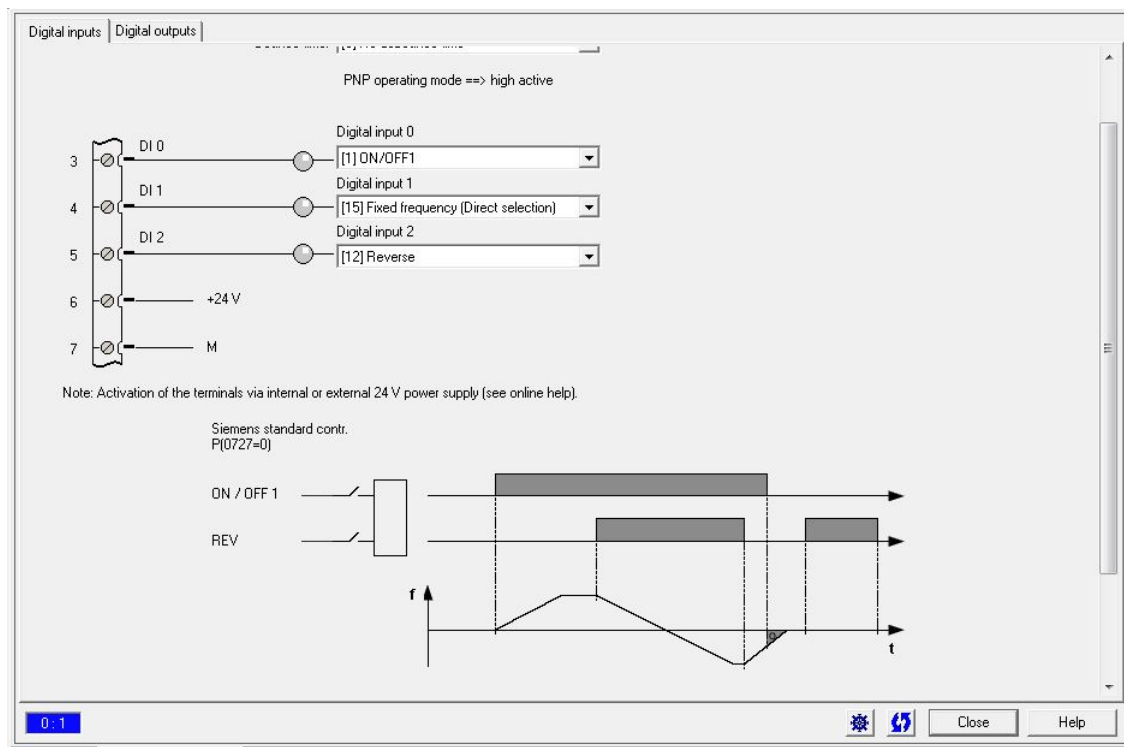 Digital inputs Digital outputs
PNP operating mode ==> high active
Digital input 0
DI 0
3 [1] ON/OFF1
Digital input 1
DI 1
4 [15] Fixed frequency (Direct selection)
Digital input 2
DI 2
5 [12] Reverse
6 +24 V
7 M
Note: Activation of the terminals via internal or external 24 V power supply (see online help).
Siemens standard contr.
P(0727=0)
ON / OFF 1
REV
f
0
t
0 : 1 Close Help